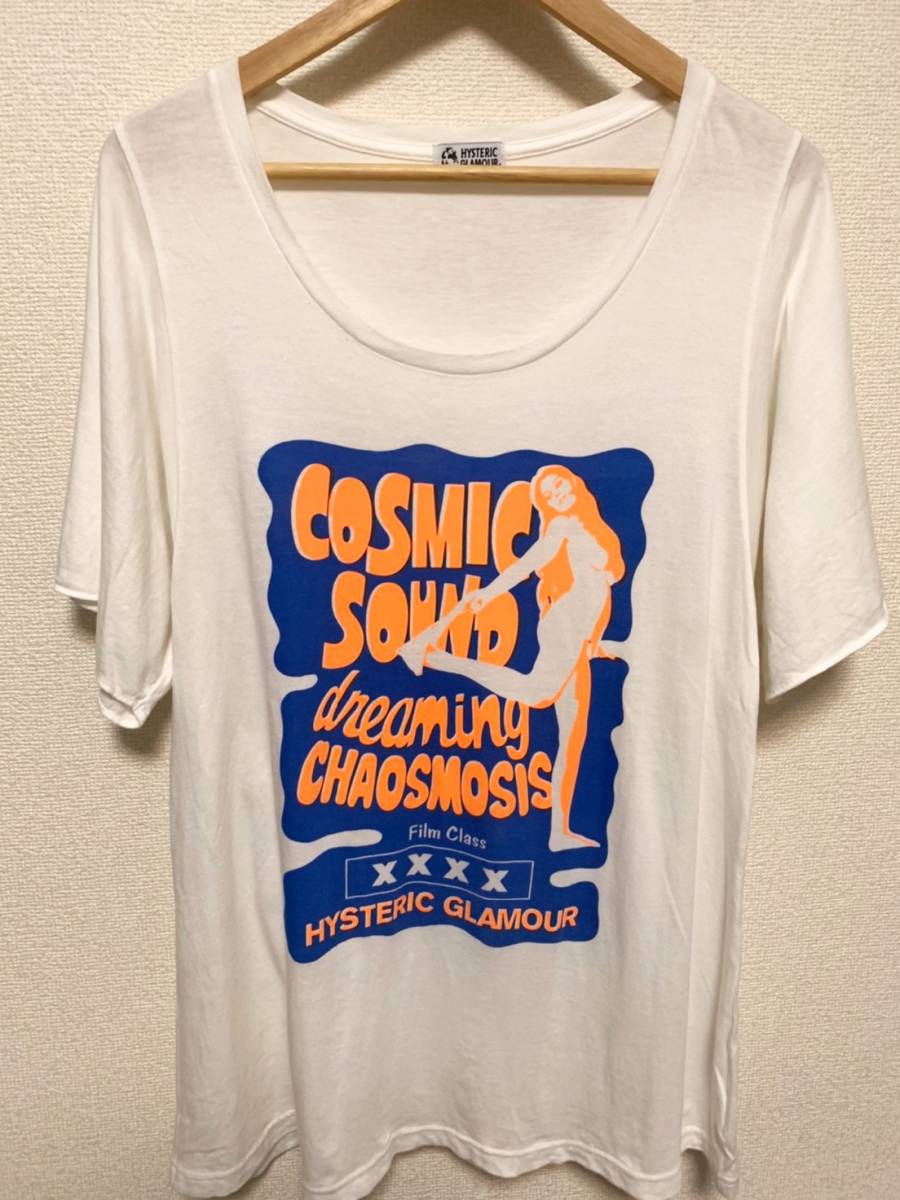 HYSTERIC
GLAMOUR
COSMIC
SOUND
dreaming
CHAOSMOSIS
Film Class
XXXX
HYSTERIC GLAMOUR